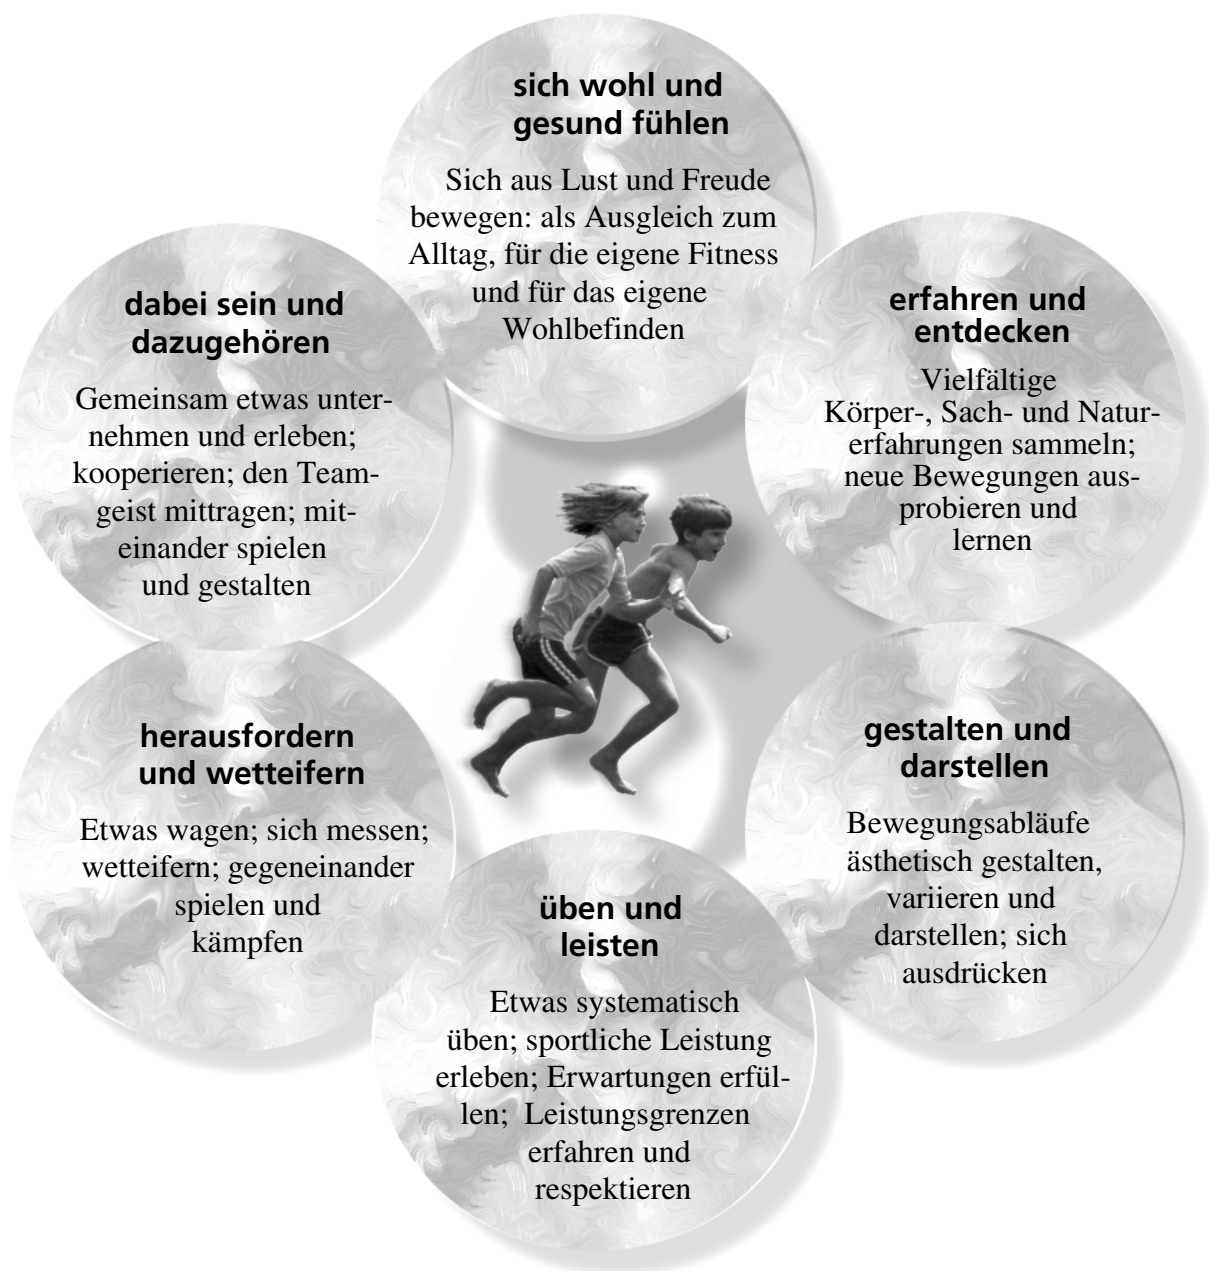 sich wohl und
gesund fühlen
Sich aus Lust und Freude
bewegen: als Ausgleich zum
Alltag, für die eigene Fitness
und für das eigene
Wohlbefinden
erfahren und
entdecken
Vielfältige
Körper-, Sach- und Natur-
erfahrungen sammeln;
neue Bewegungen aus-
probieren und
lernen
gestalten und
darstellen
Bewegungsabläufe
ästhetisch gestalten,
variieren und
darstellen; sich
ausdrücken
üben und
leisten
Etwas systematisch
üben; sportliche Leistung
erleben; Erwartungen erfül-
len; Leistungsgrenzen
erfahren und
respektieren
herausfordern
und wetteifern
Etwas wagen; sich messen;
wetteifern; gegeneinander
spielen und
kämpfen
dabei sein und
dazugehören
Gemeinsam etwas unter-
nehmen und erleben;
kooperieren; den Team-
geist mittragen; mit-
einander spielen
und gestalten